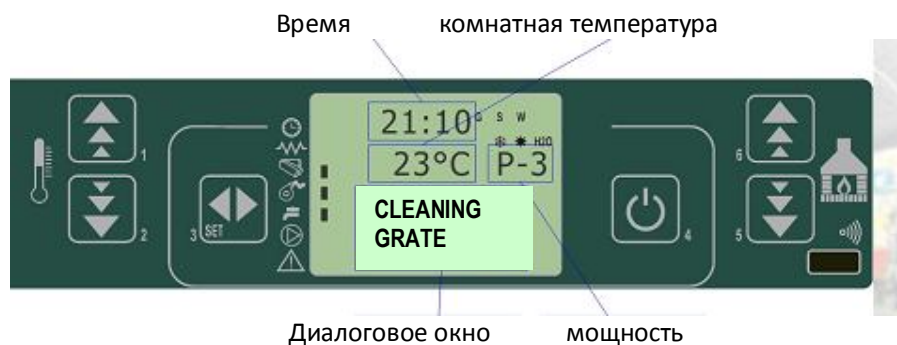 Время комнатная температура
21:10 G S W
H2O
23°C P-3
CLEANING
GRATE
1
2
3 SET
4
6
5
Диалоговое окно мощность